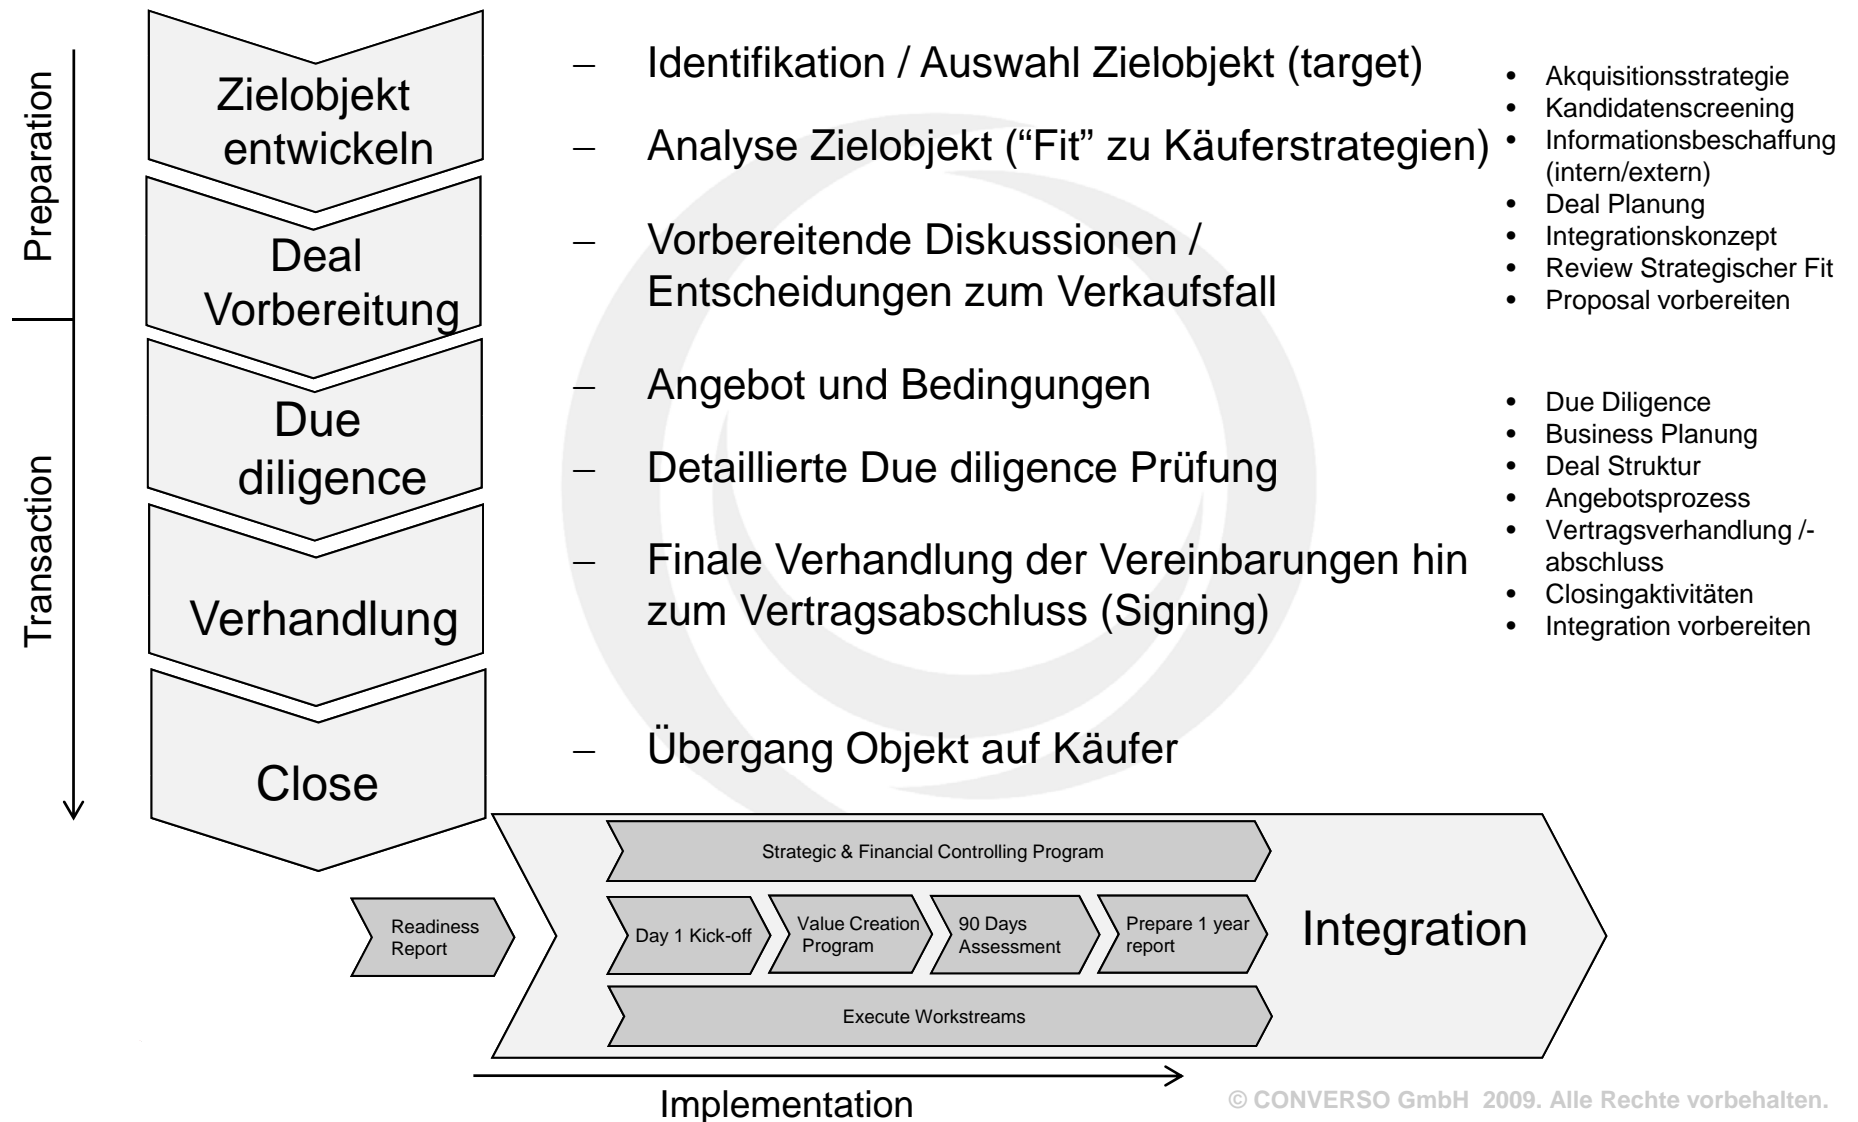 Preparation
Transaction
Zielobjekt
entwickeln
Deal
Vorbereitung
Due
diligence
Verhandlung
Close
– Identifikation / Auswahl Zielobjekt (target)
– Analyse Zielobjekt (“Fit” zu Käuferstrategien)
– Vorbereitende Diskussionen /
Entscheidungen zum Verkaufsfall
– Angebot und Bedingungen
– Detaillierte Due diligence Prüfung
– Finale Verhandlung der Vereinbarungen hin
zum Vertragsabschluss (Signing)
– Übergang Objekt auf Käufer
• Akquisitionsstrategie
• Kandidatenscreening
• Informationsbeschaffung
(intern/extern)
• Deal Planung
• Integrationskonzept
• Review Strategischer Fit
• Proposal vorbereiten
• Due Diligence
• Business Planung
• Deal Struktur
• Angebotsprozess
• Vertragsverhandlung /-
abschluss
• Closingaktivitäten
• Integration vorbereiten
Readiness
Report
Strategic & Financial Controlling Program
Day 1 Kick-off
Value Creation
Program
90 Days
Assessment
Prepare 1 year
report
Execute Workstreams
Integration
Implementation
© CONVERSO GmbH 2009. Alle Rechte vorbehalten.